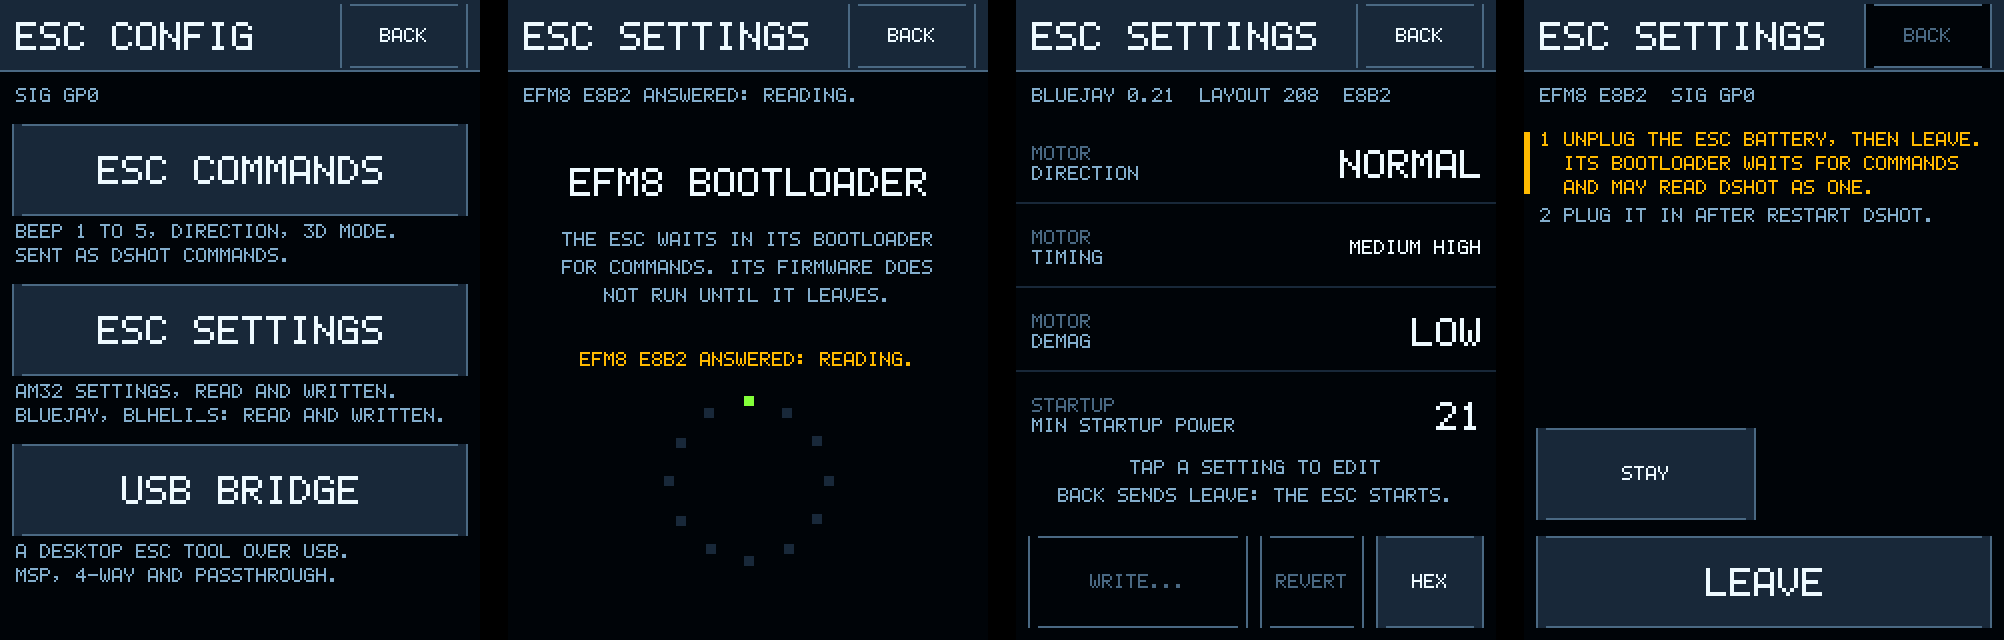 ESC CONFIG
BACK
SIG GP0
ESC COMMANDS
BEEP 1 TO 5, DIRECTION, 3D MODE.
SENT AS DSHOT COMMANDS.
ESC SETTINGS
AM32 SETTINGS, READ AND WRITTEN.
BLUEJAY, BLHELI_S: READ AND WRITTEN.
USB BRIDGE
A DESKTOP ESC TOOL OVER USB.
MSP, 4-WAY AND PASSTHROUGH.
ESC SETTINGS
BACK
EFM8 E8B2 ANSWERED: READING.
EFM8 BOOTLOADER
THE ESC WAITS IN ITS BOOTLOADER
FOR COMMANDS. ITS FIRMWARE DOES
NOT RUN UNTIL IT LEAVES.
EFM8 E8B2 ANSWERED: READING.
ESC SETTINGS
BACK
BLUEJAY 0.21 LAYOUT 208 E8B2
MOTOR
DIRECTION
NORMAL
MOTOR
TIMING
MEDIUM HIGH
MOTOR
DEMAG
LOW
STARTUP
MIN STARTUP POWER
21
TAP A SETTING TO EDIT
BACK SENDS LEAVE: THE ESC STARTS.
WRITE...
REVERT
HEX
ESC SETTINGS
BACK
EFM8 E8B2 SIG GP0
1 UNPLUG THE ESC BATTERY, THEN LEAVE.
ITS BOOTLOADER WAITS FOR COMMANDS
AND MAY READ DSHOT AS ONE.
2 PLUG IT IN AFTER RESTART DSHOT.
STAY
LEAVE